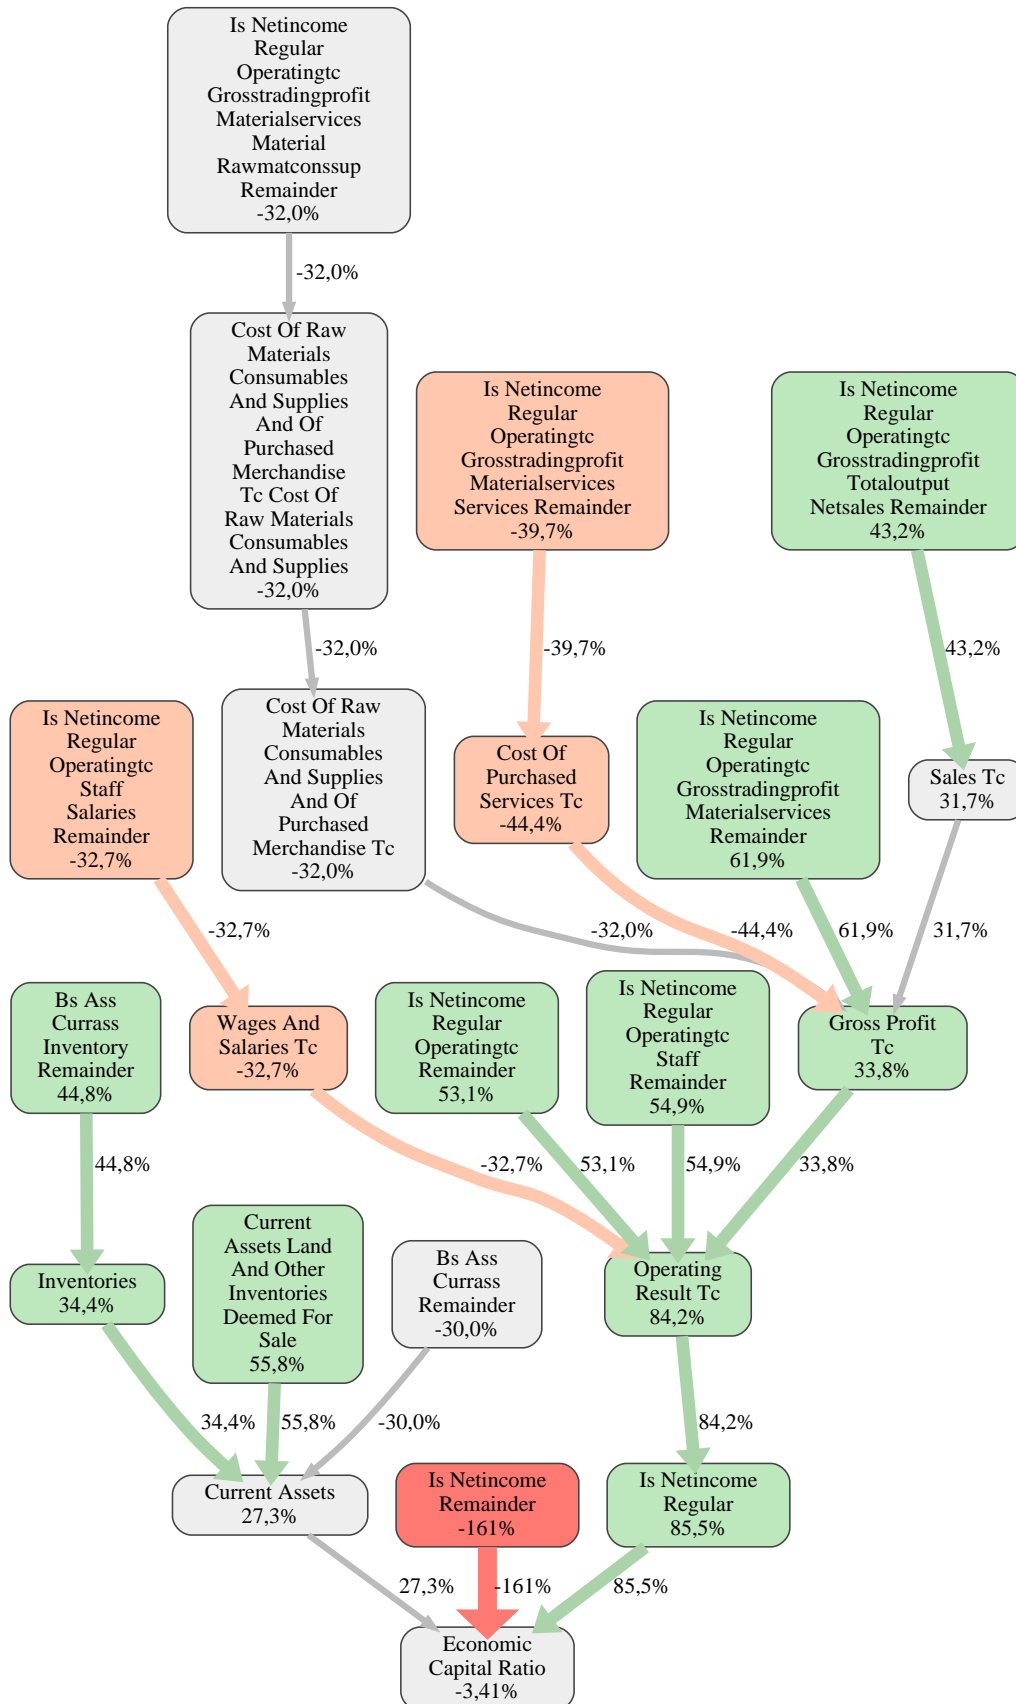 Is Netincome
Regular
Operatingtc
Grosstradingprofit
Materialservices
Material
Rawmatconssup
Remainder
-32,0%
-32,0%
Cost Of Raw
Materials
Consumables
And Supplies
And Of
Purchased
Merchandise
Tc Cost Of
Raw Materials
Consumables
And Supplies
-32,0%
Is Netincome
Regular
Operatingtc
Grosstradingprofit
Materialservices
Services Remainder
-39,7%
Is Netincome
Regular
Operatingtc
Grosstradingprofit
Totaloutput
Netsales Remainder
43,2%
-32,0%
-39,7%
43,2%
Is Netincome
Regular
Operatingtc
Staff
Salaries
Remainder
-32,7%
Cost Of Raw
Materials
Consumables
And Supplies
And Of
Purchased
Merchandise Tc
-32,0%
Cost Of
Purchased
Services Tc
-44,4%
Is Netincome
Regular
Operatingtc
Grosstradingprofit
Materialservices
Remainder
61,9%
Sales Tc
31,7%
-32,7%
-32,0%
-44,4%
61,9%
31,7%
Bs Ass
Currass
Inventory
Remainder
44,8%
Wages And
Salaries Tc
-32,7%
Is Netincome
Regular
Operatingtc
Remainder
53,1%
Is Netincome
Regular
Operatingtc
Staff
Remainder
54,9%
Gross Profit
Tc
33,8%
44,8%
-32,7%
53,1%
54,9%
33,8%
Inventories
34,4%
Current
Assets Land
And Other
Inventories
Deemed For
Sale
55,8%
Bs Ass
Currass
Remainder
-30,0%
Operating
Result Tc
84,2%
34,4%
55,8%
-30,0%
84,2%
Current Assets
27,3%
Is Netincome
Remainder
-161%
Is Netincome
Regular
85,5%
27,3%
-161%
85,5%
Economic
Capital Ratio
-3,41%